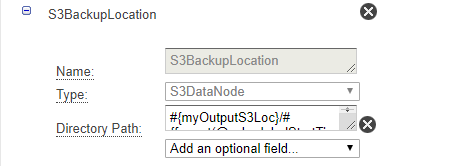 S3BackupLocation
Name:
S3BackupLocation
Type:
S3DataNode
Directory Path:
#{myOutputS3Loc}/#
Add an optional field...